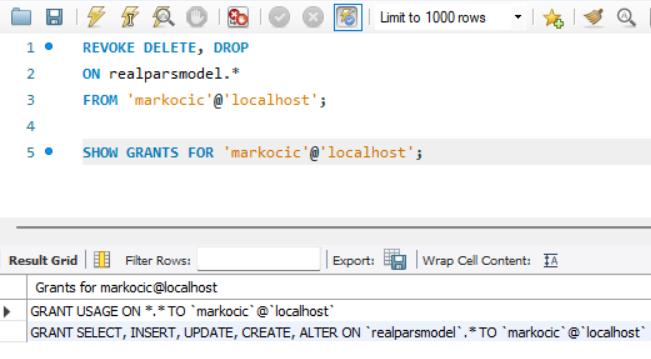 Limit to 1000 rows
1 REVOKE DELETE, DROP
2 ON realparsmodel.*
3 FROM 'markocic'@'localhost';
4
5 SHOW GRANTS FOR 'markocic'@'localhost';
Result Grid Filter Rows: Export: Wrap Cell Content: IA
Grants for markocic@localhost
GRANT USAGE ON *.* TO `markocic`@`localhost`
GRANT SELECT, INSERT, UPDATE, CREATE, ALTER ON `realparsmodel`.* TO `markocic`@`localhost`